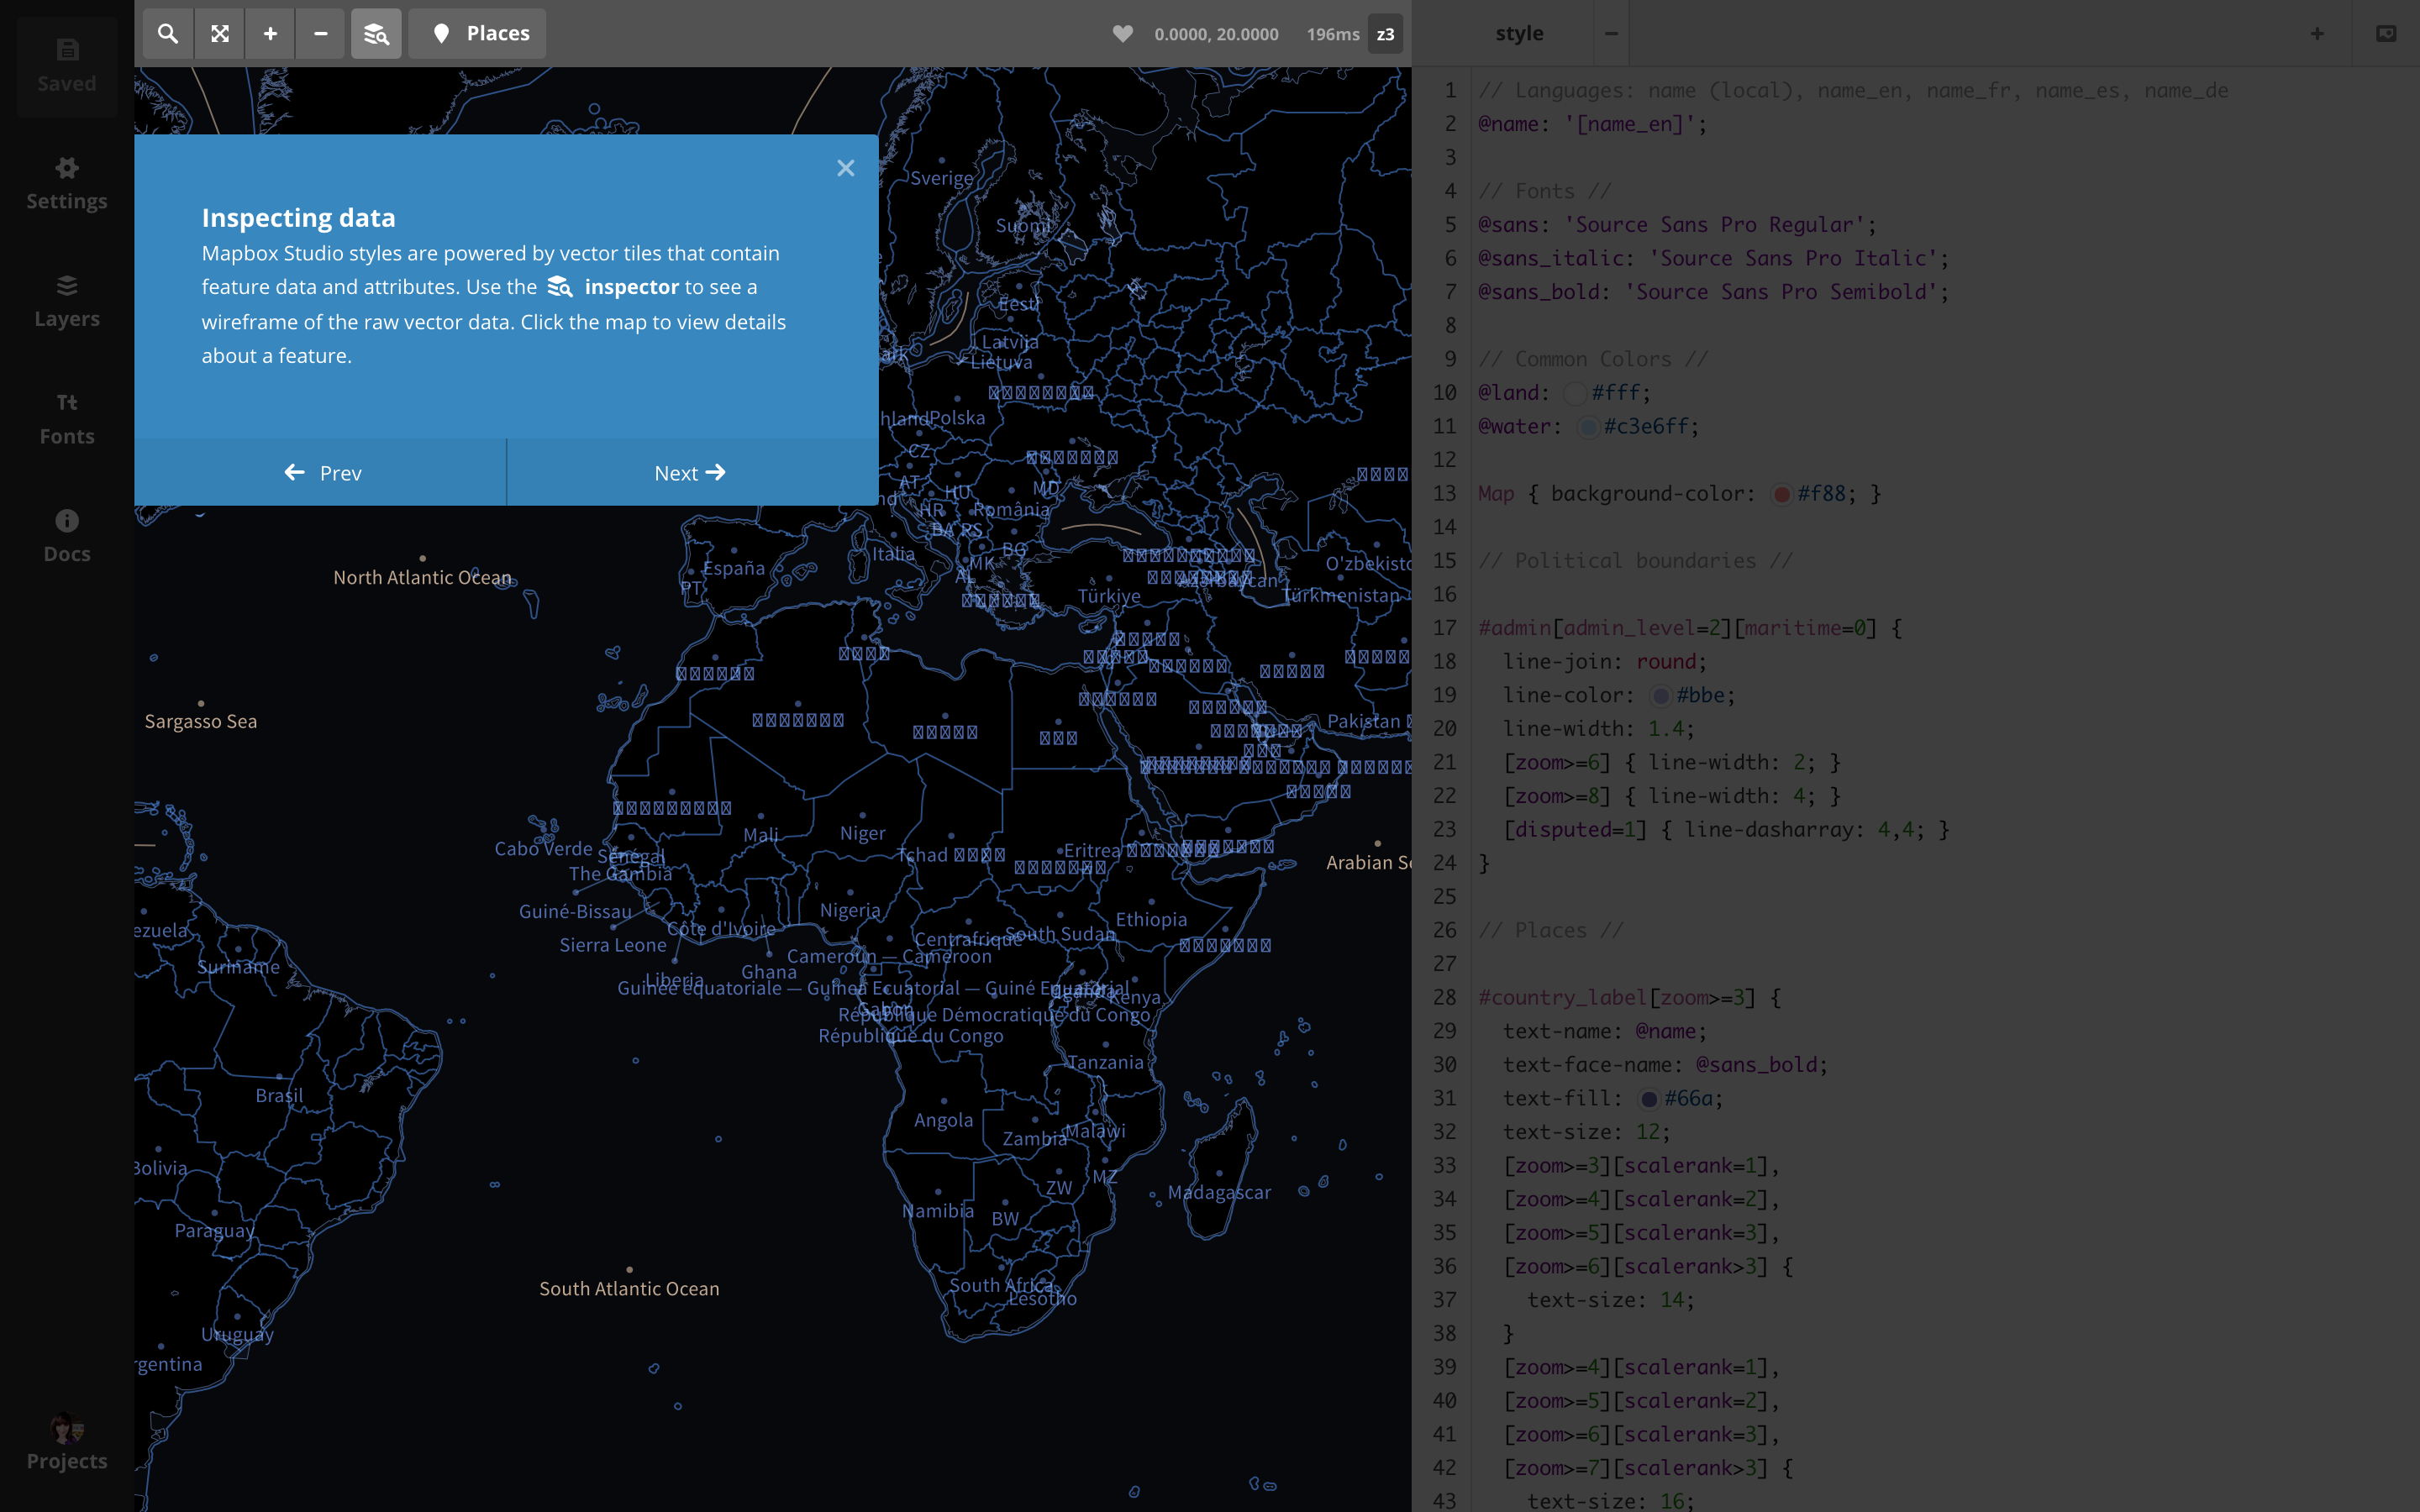 Saved
Settings
Layers
Tt
Fonts
Docs
Projects
Places
0.0000, 20.0000
196ms
z3
Inspecting data
Mapbox Studio styles are powered by vector tiles that contain
feature data and attributes. Use the inspector to see a
wireframe of the raw vector data. Click the map to view details
about a feature.
Prev
Next
Sverige
Suomi
Eesti
Latvija
Lietuva
Polska
CZ
AT
HU
MD
HR
România
BA RS
Italia
BG
MK
AL
España
PT
Türkiye
Türkmenistan
North Atlantic Ocean
Sargasso Sea
Pakistan
Mali
Niger
Tchad
Eritrea
Cabo Verde
Sénégal
The Gambia
Guiné-Bissau
Sierra Leone
Côte d'Ivoire
Liberia
Ghana
Nigeria
Ethiopia
Centrafrique
South Sudan
Cameroun — Cameroon
Guinée équatoriale — Guinea Ecuatorial — Guiné Equatorial
Kenya
Gabon
République Démocratique du Congo
République du Congo
Tanzania
Suriname
Brasil
Bolivia
Paraguay
Uruguay
Angola
Zambia
Malawi
MZ
ZW
Madagascar
Namibia
BW
South Africa
Lesotho
South Atlantic Ocean
style
1 // Languages: name (local), name_en, name_fr, name_es, name_de
2 @name: '[name_en]';
3
4 // Fonts //
5 @sans: 'Source Sans Pro Regular';
6 @sans_italic: 'Source Sans Pro Italic';
7 @sans_bold: 'Source Sans Pro Semibold';
8
9 // Common Colors //
10 @land: #fff;
11 @water: #c3e6ff;
12
13 Map { background-color: #f88; }
14
15 // Political boundaries //
16
17 #admin[admin_level=2][maritime=0] {
18 line-join: round;
19 line-color: #bbe;
20 line-width: 1.4;
21 [zoom>=6] { line-width: 2; }
22 [zoom>=8] { line-width: 4; }
23 [disputed=1] { line-dasharray: 4,4; }
24 }
25
26 // Places //
27
28 #country_label[zoom>=3] {
29 text-name: @name;
30 text-face-name: @sans_bold;
31 text-fill: #66a;
32 text-size: 12;
33 [zoom>=3][scalerank=1],
34 [zoom>=4][scalerank=2],
35 [zoom>=5][scalerank=3],
36 [zoom>=6][scalerank>3] {
37 text-size: 14;
38 }
39 [zoom>=4][scalerank=1],
40 [zoom>=5][scalerank=2],
41 [zoom>=6][scalerank=3],
42 [zoom>=7][scalerank>3] {
43 text-size: 16;